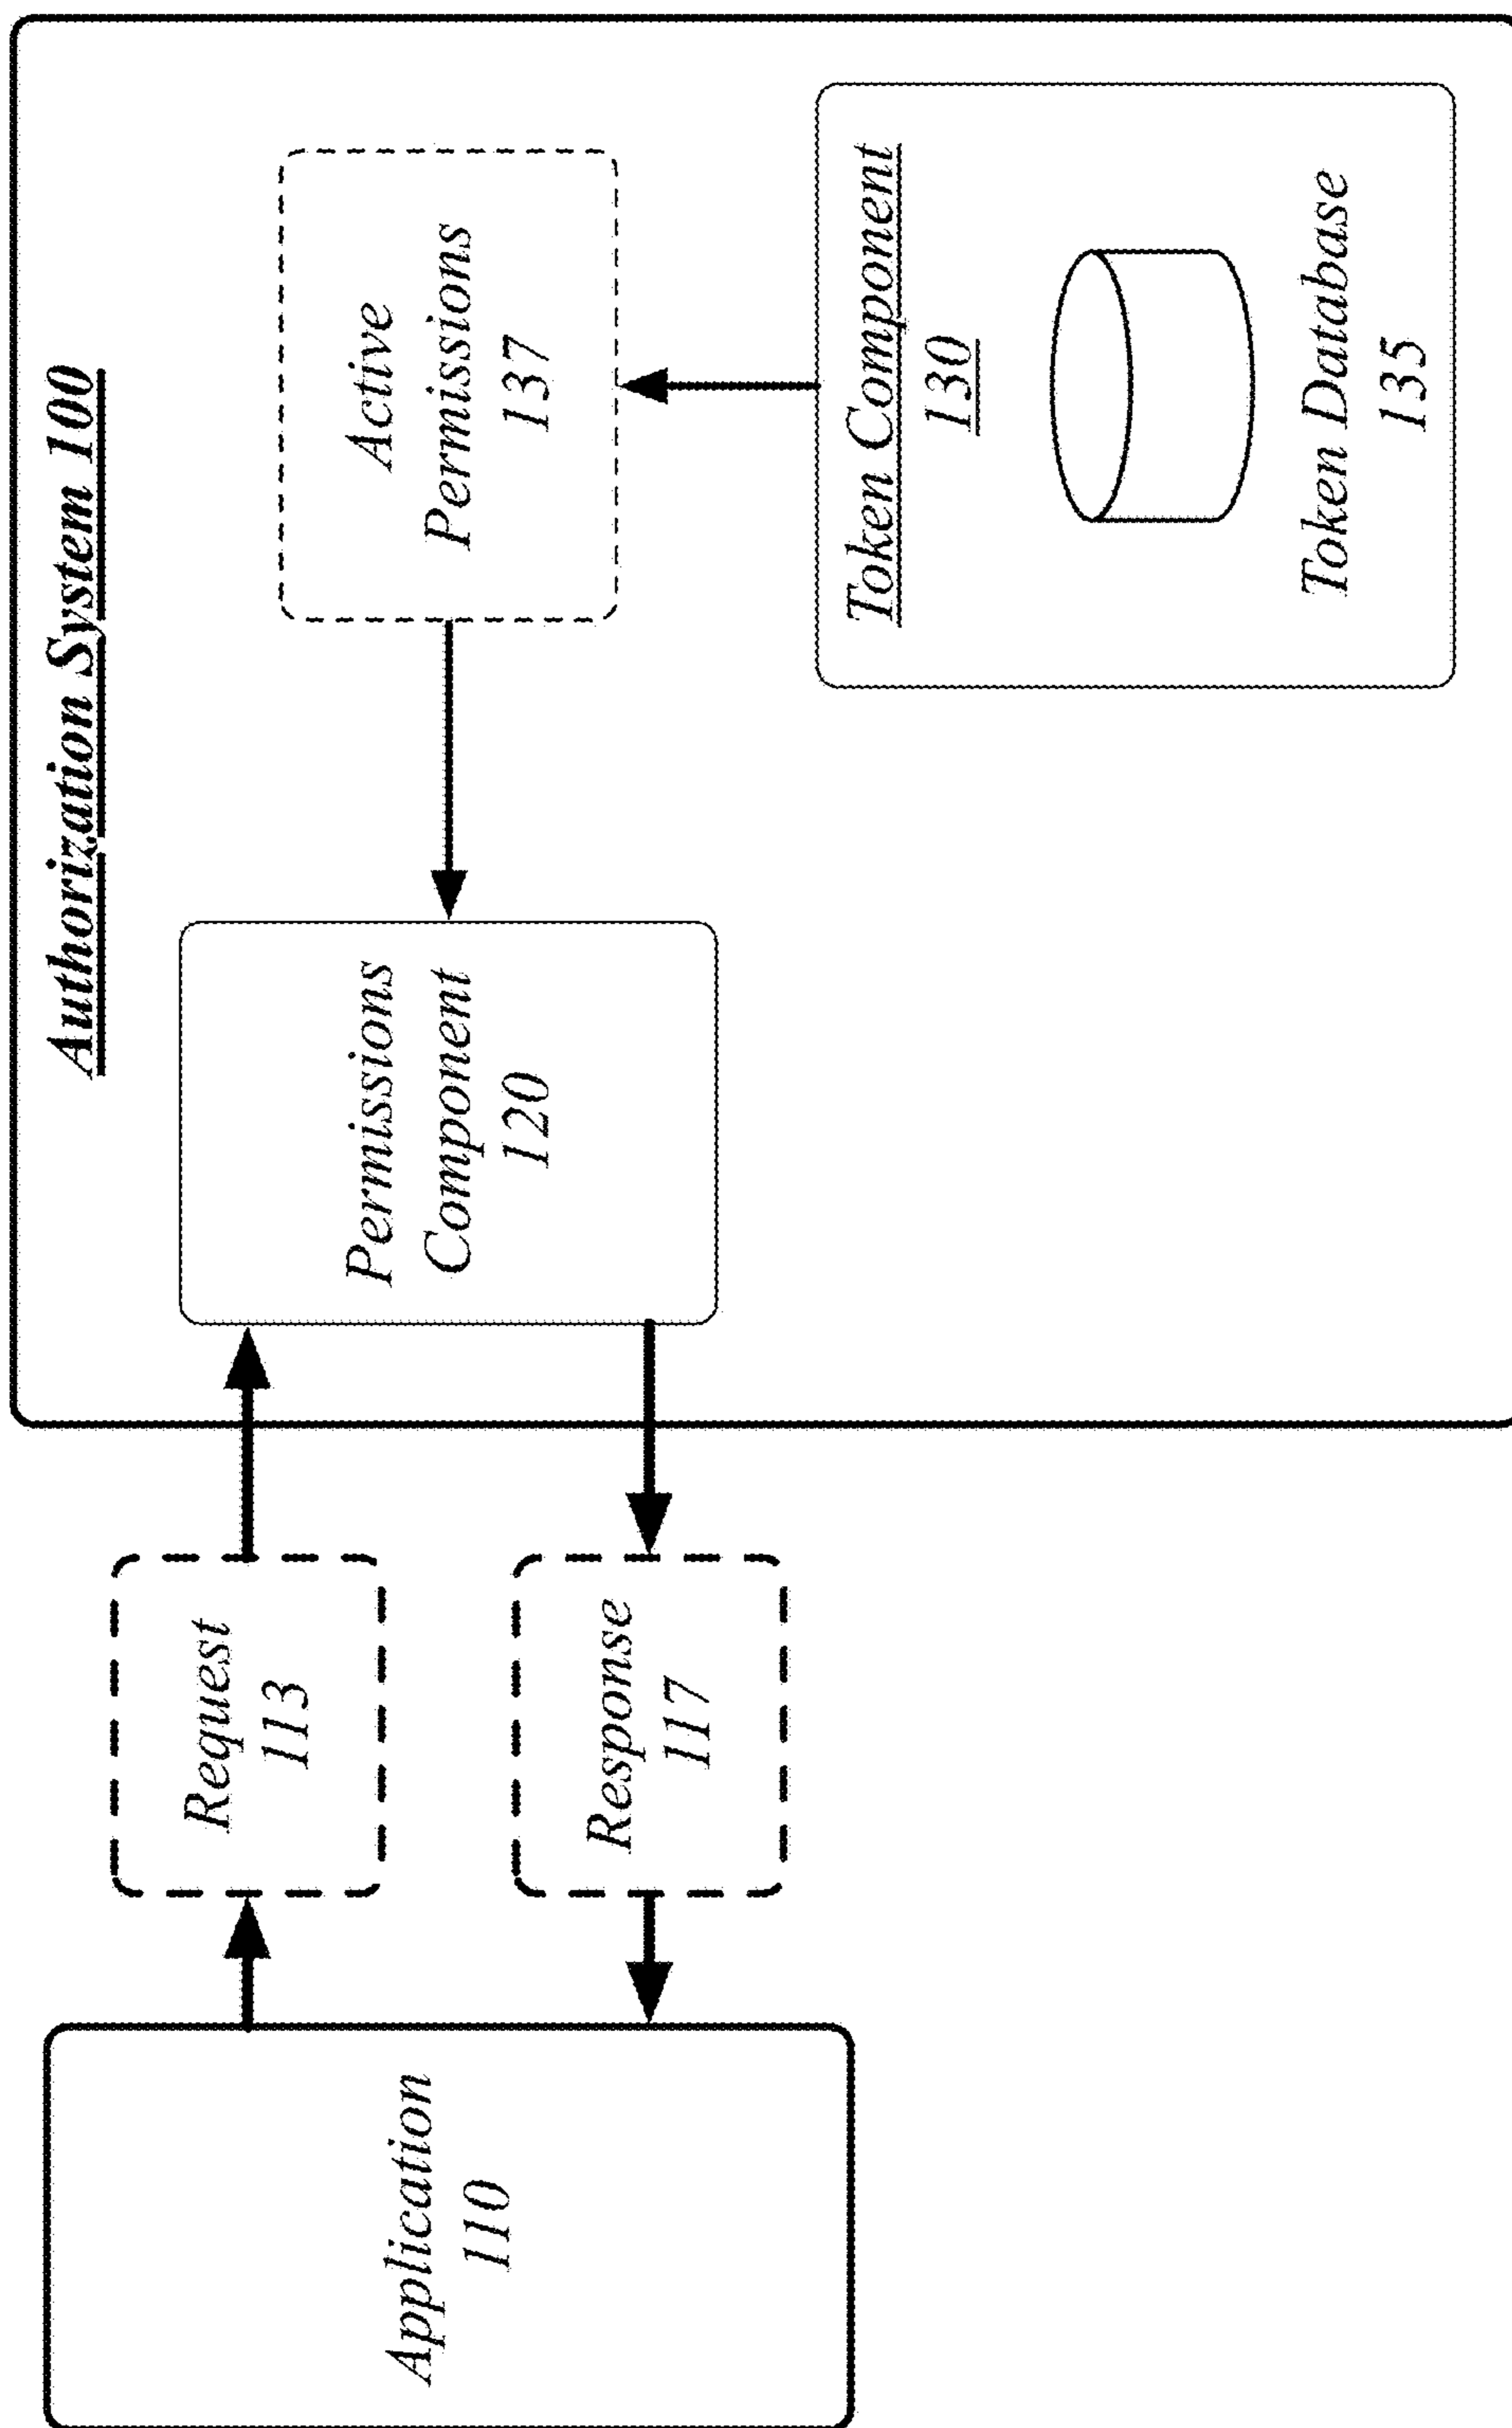 Authorization System 100
Application
110
Request
113
Response
117
Permissions
Component
120
Active
Permissions
137
Token Component
130
Token Database
135